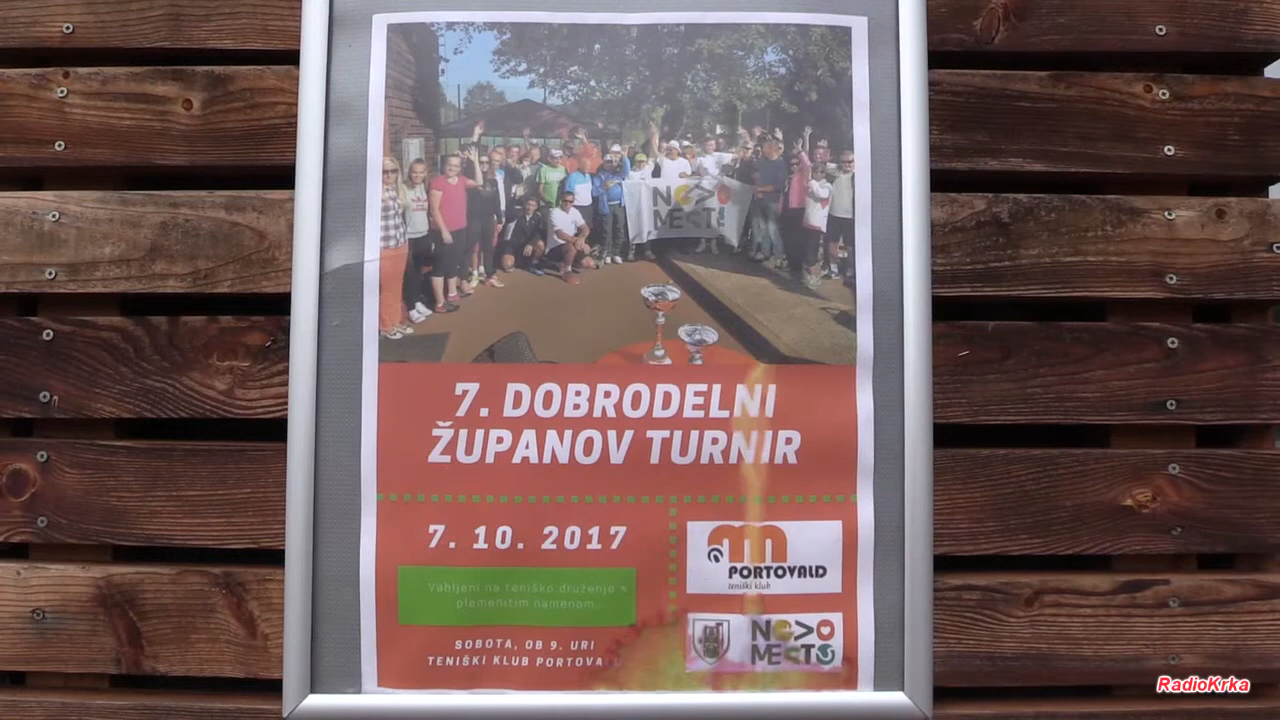 NOVO
MESTO
7. DOBRODELNI
ŽUPANOV TURNIR
7. 10. 2017
Vabljeni na teniško druženje s
plemenitim namenom
SOBOTA, OB 9. URI
TENIŠKI KLUB PORTOVALD
PORTOVALD
teniški klub
NOVO
MESTO
RadioKrka